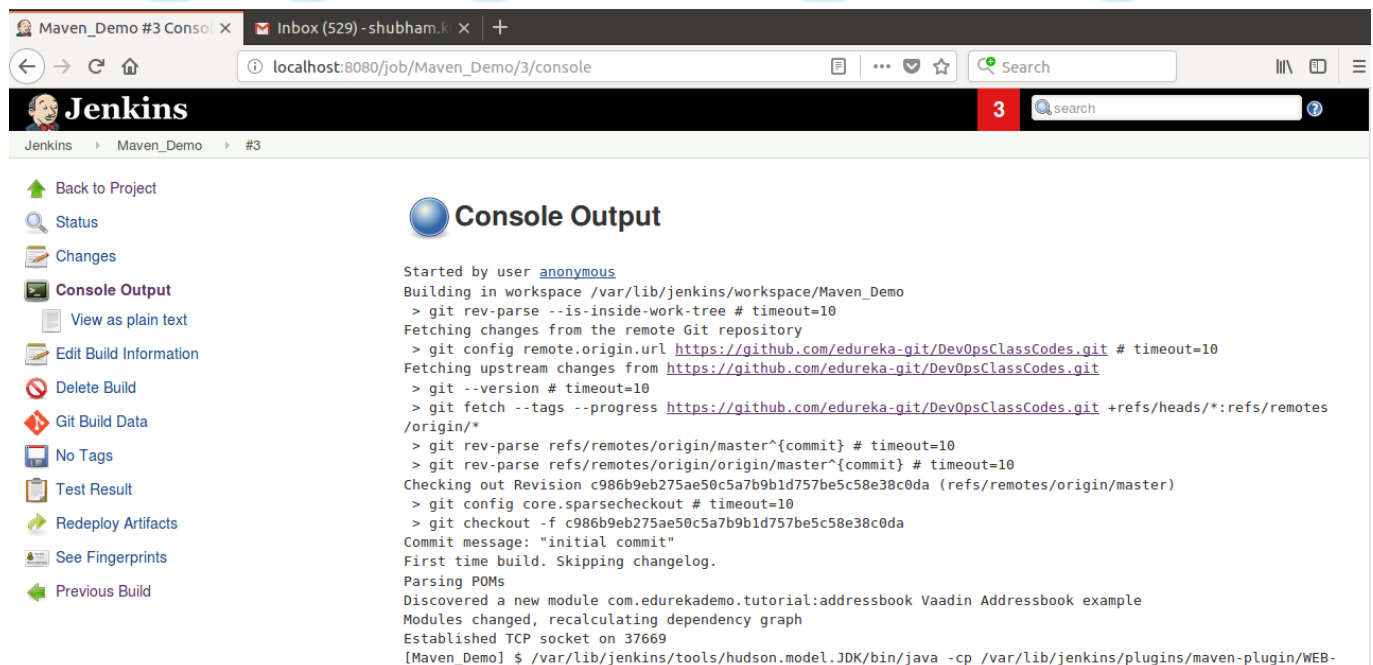 Maven_Demo #3 Consol
Inbox (529) - shubham.k
localhost:8080/job/Maven_Demo/3/console
Search
Jenkins
3
search
Jenkins
Maven_Demo
#3
Back to Project
Status
Changes
Console Output
View as plain text
Edit Build Information
Delete Build
Git Build Data
No Tags
Test Result
Redeploy Artifacts
See Fingerprints
Previous Build
Console Output
Started by user anonymous
Building in workspace /var/lib/jenkins/workspace/Maven_Demo
> git rev-parse --is-inside-work-tree # timeout=10
Fetching changes from the remote Git repository
> git config remote.origin.url https://github.com/edureka-git/DevOpsClassCodes.git # timeout=10
Fetching upstream changes from https://github.com/edureka-git/DevOpsClassCodes.git
> git --version # timeout=10
> git fetch --tags --progress https://github.com/edureka-git/DevOpsClassCodes.git +refs/heads/*:refs/remotes
/origin/*
> git rev-parse refs/remotes/origin/master^{commit} # timeout=10
> git rev-parse refs/remotes/origin/origin/master^{commit} # timeout=10
Checking out Revision c986b9eb275ae50c5a7b9b1d757be5c58e38c0da (refs/remotes/origin/master)
> git config core.sparsecheckout # timeout=10
> git checkout -f c986b9eb275ae50c5a7b9b1d757be5c58e38c0da
Commit message: "initial commit"
First time build. Skipping changelog.
Parsing POMs
Discovered a new module com.edurekademo.tutorial:addressbook Vaadin Addressbook example
Modules changed, recalculating dependency graph
Established TCP socket on 37669
[Maven_Demo] $ /var/lib/jenkins/tools/hudson.model.JDK/bin/java -cp /var/lib/jenkins/plugins/maven-plugin/WEB-